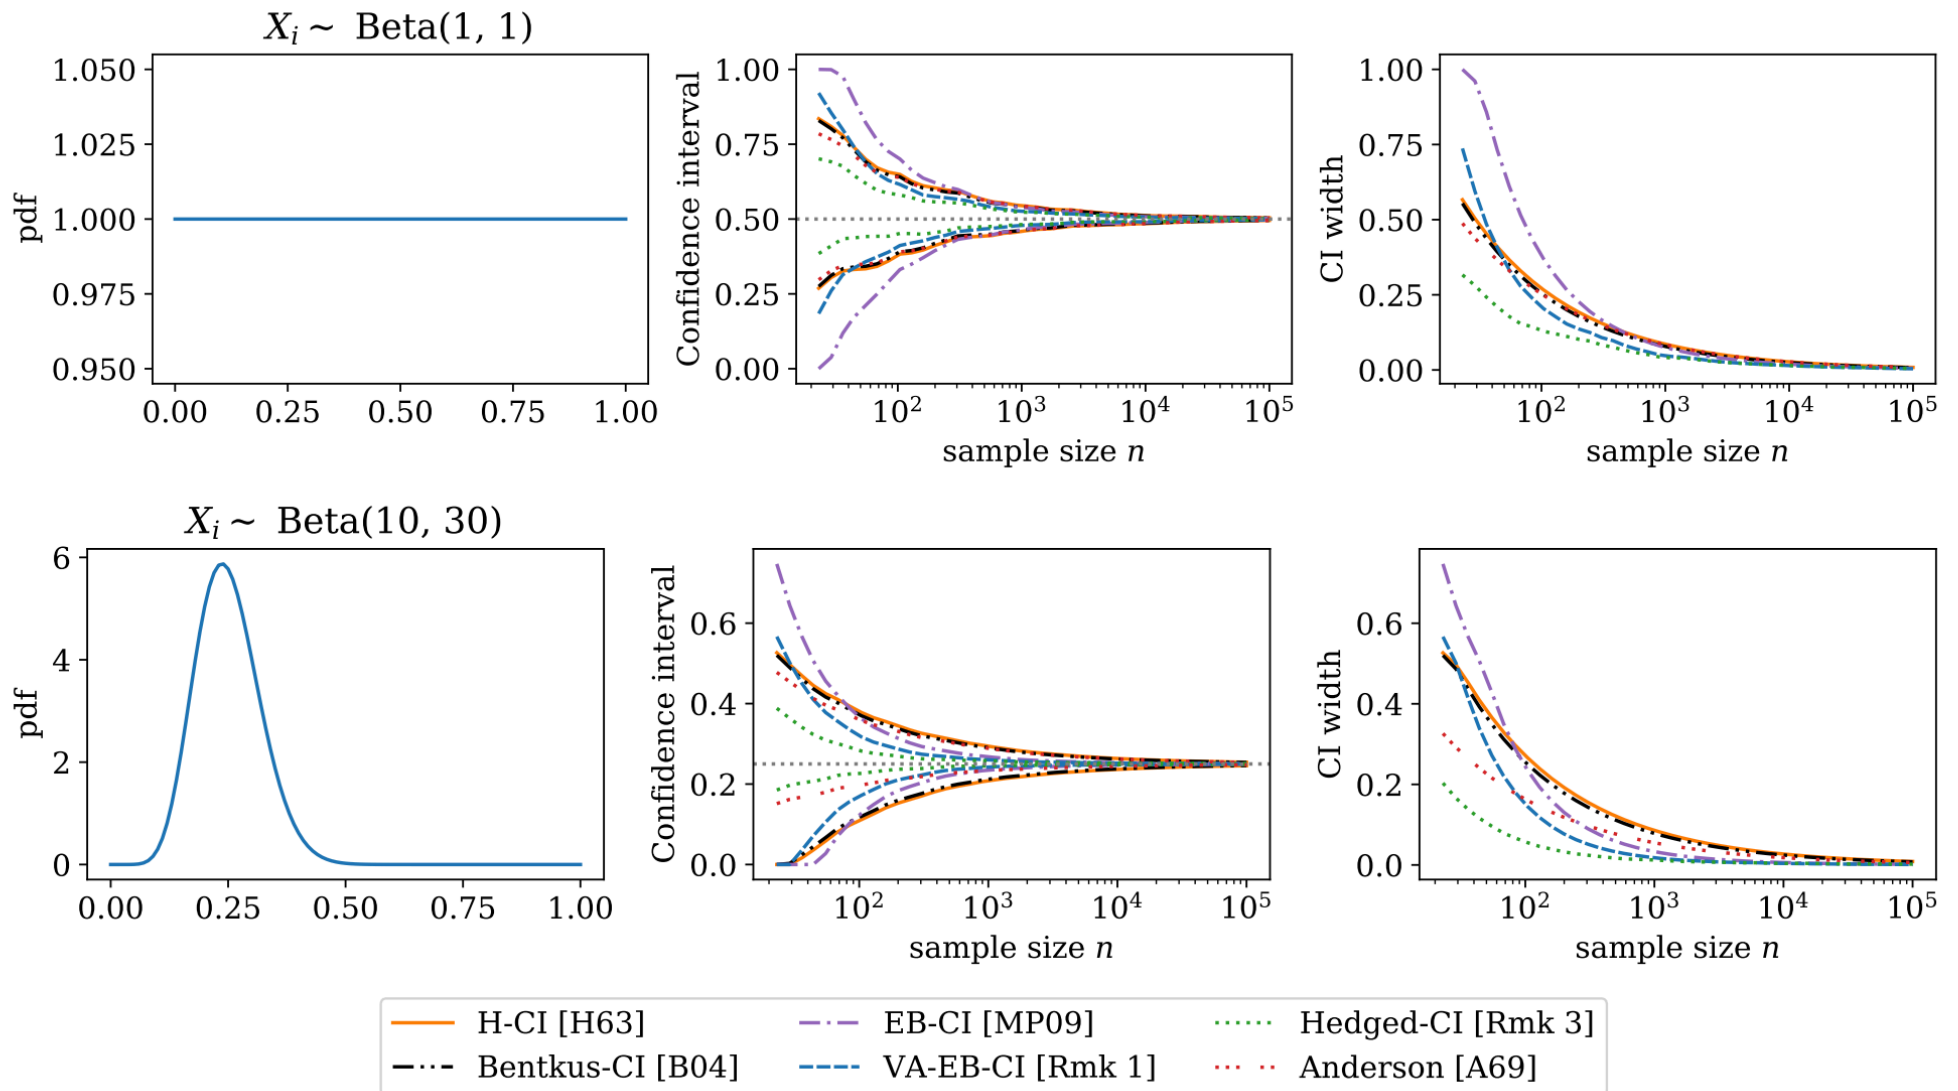 X_i ~ Beta(1, 1)
pdf
1.050
1.025
1.000
0.975
0.950
0.00 0.25 0.50 0.75 1.00
Confidence interval
1.00
0.75
0.50
0.25
0.00
10² 10³ 10⁴ 10⁵
sample size n
CI width
1.00
0.75
0.50
0.25
0.00
10² 10³ 10⁴ 10⁵
sample size n
X_i ~ Beta(10, 30)
pdf
6
4
2
0
0.00 0.25 0.50 0.75 1.00
Confidence interval
0.6
0.4
0.2
0.0
10² 10³ 10⁴ 10⁵
sample size n
CI width
0.6
0.4
0.2
0.0
10² 10³ 10⁴ 10⁵
sample size n
H-CI [H63]
Bentkus-CI [B04]
EB-CI [MP09]
VA-EB-CI [Rmk 1]
Hedged-CI [Rmk 3]
Anderson [A69]